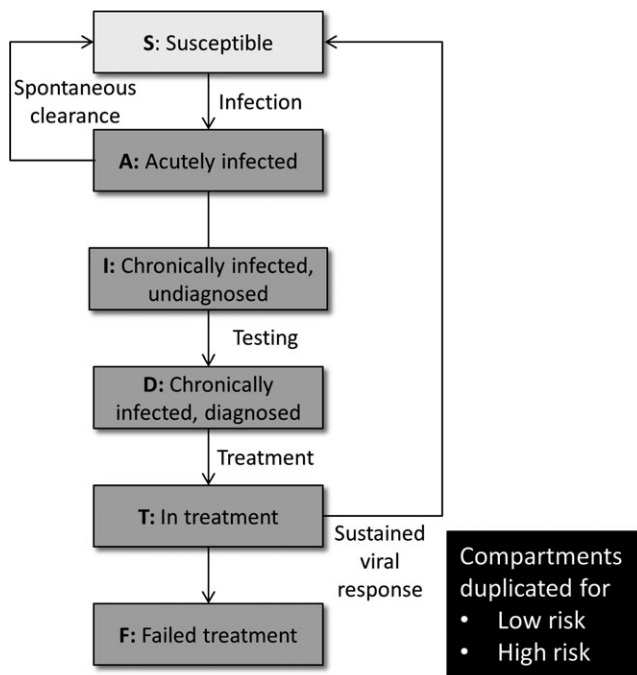 S: Susceptible
Spontaneous
clearance
Infection
A: Acutely infected
I: Chronically infected,
undiagnosed
Testing
D: Chronically
infected, diagnosed
Treatment
T: In treatment
Sustained
viral
response
F: Failed treatment
Compartments
duplicated for
• Low risk
• High risk